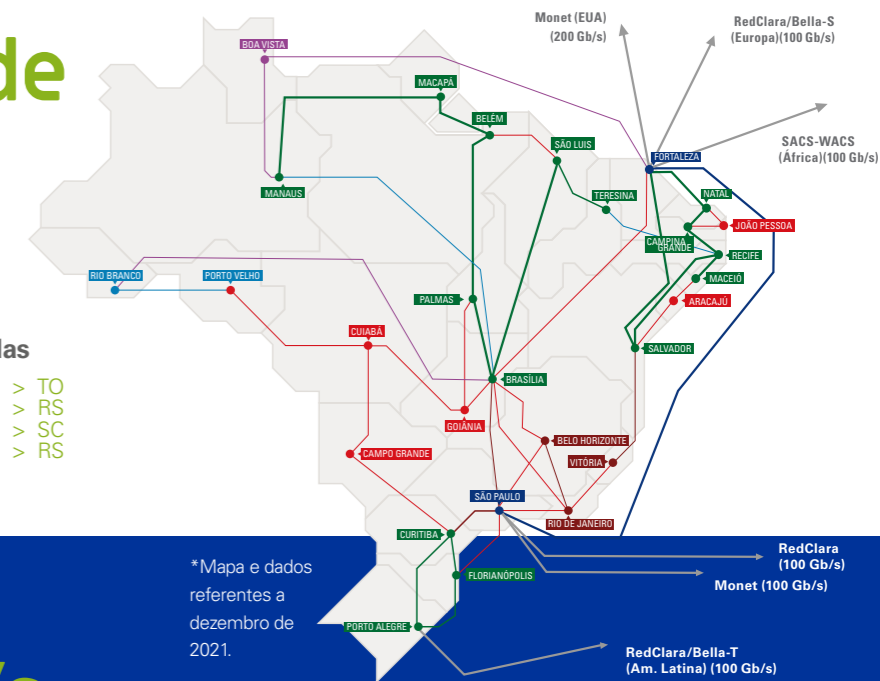 de
Monet (EUA)
(200 Gb/s)
RedClara/Bella-S
(Europa)(100 Gb/s)
SACS-WACS
(África)(100 Gb/s)
BOA VISTA
MACAPÁ
BELÉM
SÃO LUIS
FORTALEZA
MANAUS
TERESINA
NATAL
JOÃO PESSOA
CAMPINA
GRANDE
RECIFE
RIO BRANCO
PORTO VELHO
MACEIÓ
PALMAS
ARACAJÚ
CUIABÁ
SALVADOR
las
> TO
> RS
> SC
> RS
BRASÍLIA
GOIÂNIA
BELO HORIZONTE
CAMPO GRANDE
VITÓRIA
SÃO PAULO
RIO DE JANEIRO
CURITIBA
FLORIANÓPOLIS
PORTO ALEGRE
*Mapa e dados
referentes a
dezembro de
2021.
RedClara
(100 Gb/s)
Monet (100 Gb/s)
RedClara/Bella-T
(Am. Latina) (100 Gb/s)